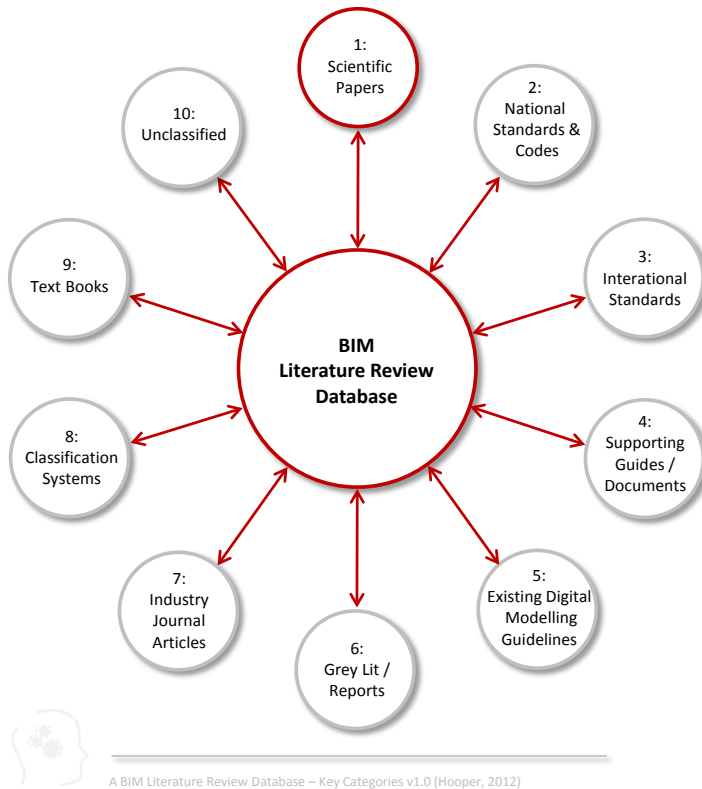 1:
Scientific
Papers
2:
National
Standards &
Codes
3:
Interational
Standards
4:
Supporting
Guides /
Documents
5:
Existing Digital
Modelling
Guidelines
6:
Grey Lit /
Reports
7:
Industry
Journal
Articles
8:
Classification
Systems
9:
Text Books
10:
Unclassified
BIM
Literature Review
Database
A BIM Literature Review Database – Key Categories v1.0 (Hooper, 2012)